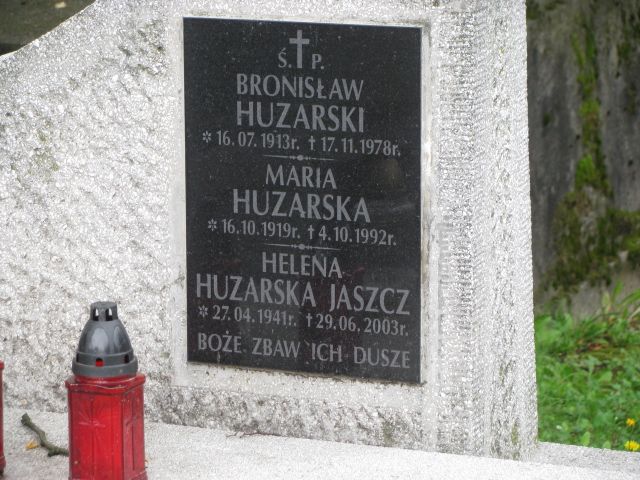 Ś. P.
BRONISŁAW
HUZARSKI
* 16.07.1913r. † 17.11.1978r.
MARIA
HUZARSKA
* 16.10.1919r. † 4.10.1992r.
HELENA
HUZARSKA JASZCZ
* 27.04.1941r. † 29.06.2003r.
BOŻE ZBAW ICH DUSZE